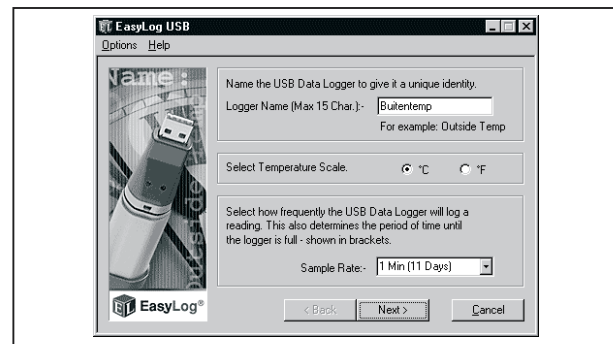 EasyLog USB
Options Help
Name :
Name the USB Data Logger to give it a unique identity.
Logger Name (Max 15 Char.):- Buitentemp
For example: Outside Temp
Select Temperature Scale. °C °F
Select how frequently the USB Data Logger will log a
reading. This also determines the period of time until
the logger is full - shown in brackets.
Sample Rate:- 1 Min (11 Days)
EL EasyLog®
< Back Next > Cancel